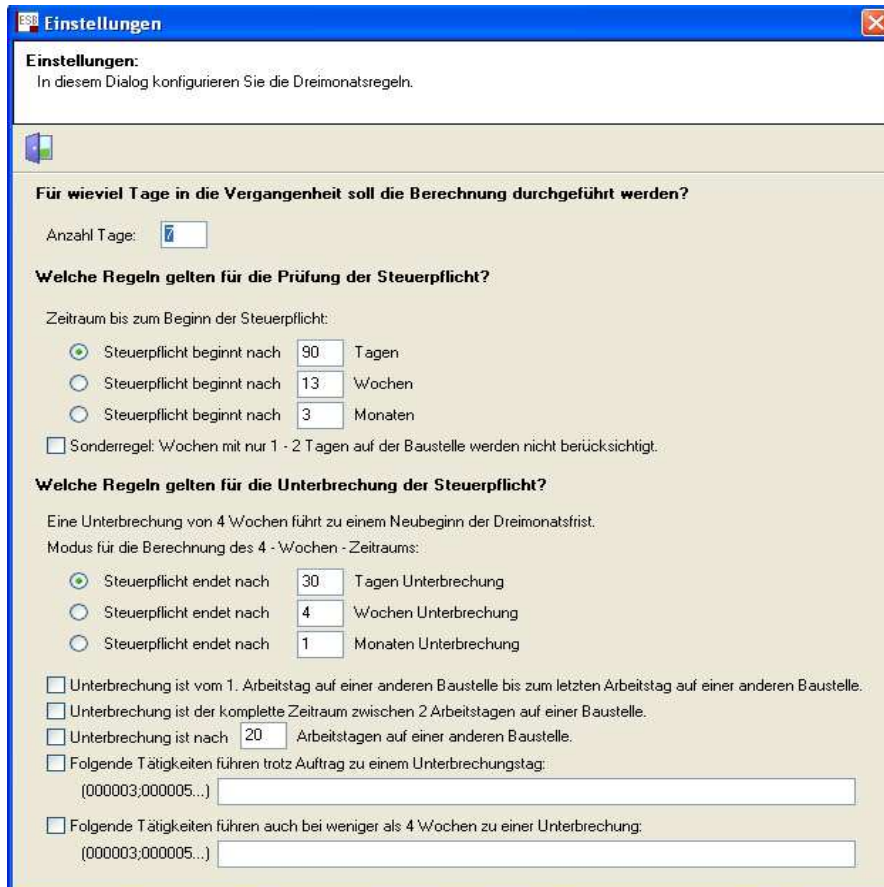 ESB Einstellungen
Einstellungen:
In diesem Dialog konfigurieren Sie die Dreimonatsregeln.
Für wieviel Tage in die Vergangenheit soll die Berechnung durchgeführt werden?
Anzahl Tage: 7
Welche Regeln gelten für die Prüfung der Steuerpflicht?
Zeitraum bis zum Beginn der Steuerpflicht:
Steuerpflicht beginnt nach 90 Tagen
Steuerpflicht beginnt nach 13 Wochen
Steuerpflicht beginnt nach 3 Monaten
Sonderregel: Wochen mit nur 1 - 2 Tagen auf der Baustelle werden nicht berücksichtigt.
Welche Regeln gelten für die Unterbrechung der Steuerpflicht?
Eine Unterbrechung von 4 Wochen führt zu einem Neubeginn der Dreimonatsfrist.
Modus für die Berechnung des 4 - Wochen - Zeitraums:
Steuerpflicht endet nach 30 Tagen Unterbrechung
Steuerpflicht endet nach 4 Wochen Unterbrechung
Steuerpflicht endet nach 1 Monaten Unterbrechung
Unterbrechung ist vom 1. Arbeitstag auf einer anderen Baustelle bis zum letzten Arbeitstag auf einer anderen Baustelle.
Unterbrechung ist der komplette Zeitraum zwischen 2 Arbeitstagen auf einer Baustelle.
Unterbrechung ist nach 20 Arbeitstagen auf einer anderen Baustelle.
Folgende Tätigkeiten führen trotz Auftrag zu einem Unterbrechungstag:
(000003;000005...)
Folgende Tätigkeiten führen auch bei weniger als 4 Wochen zu einer Unterbrechung:
(000003;000005...)